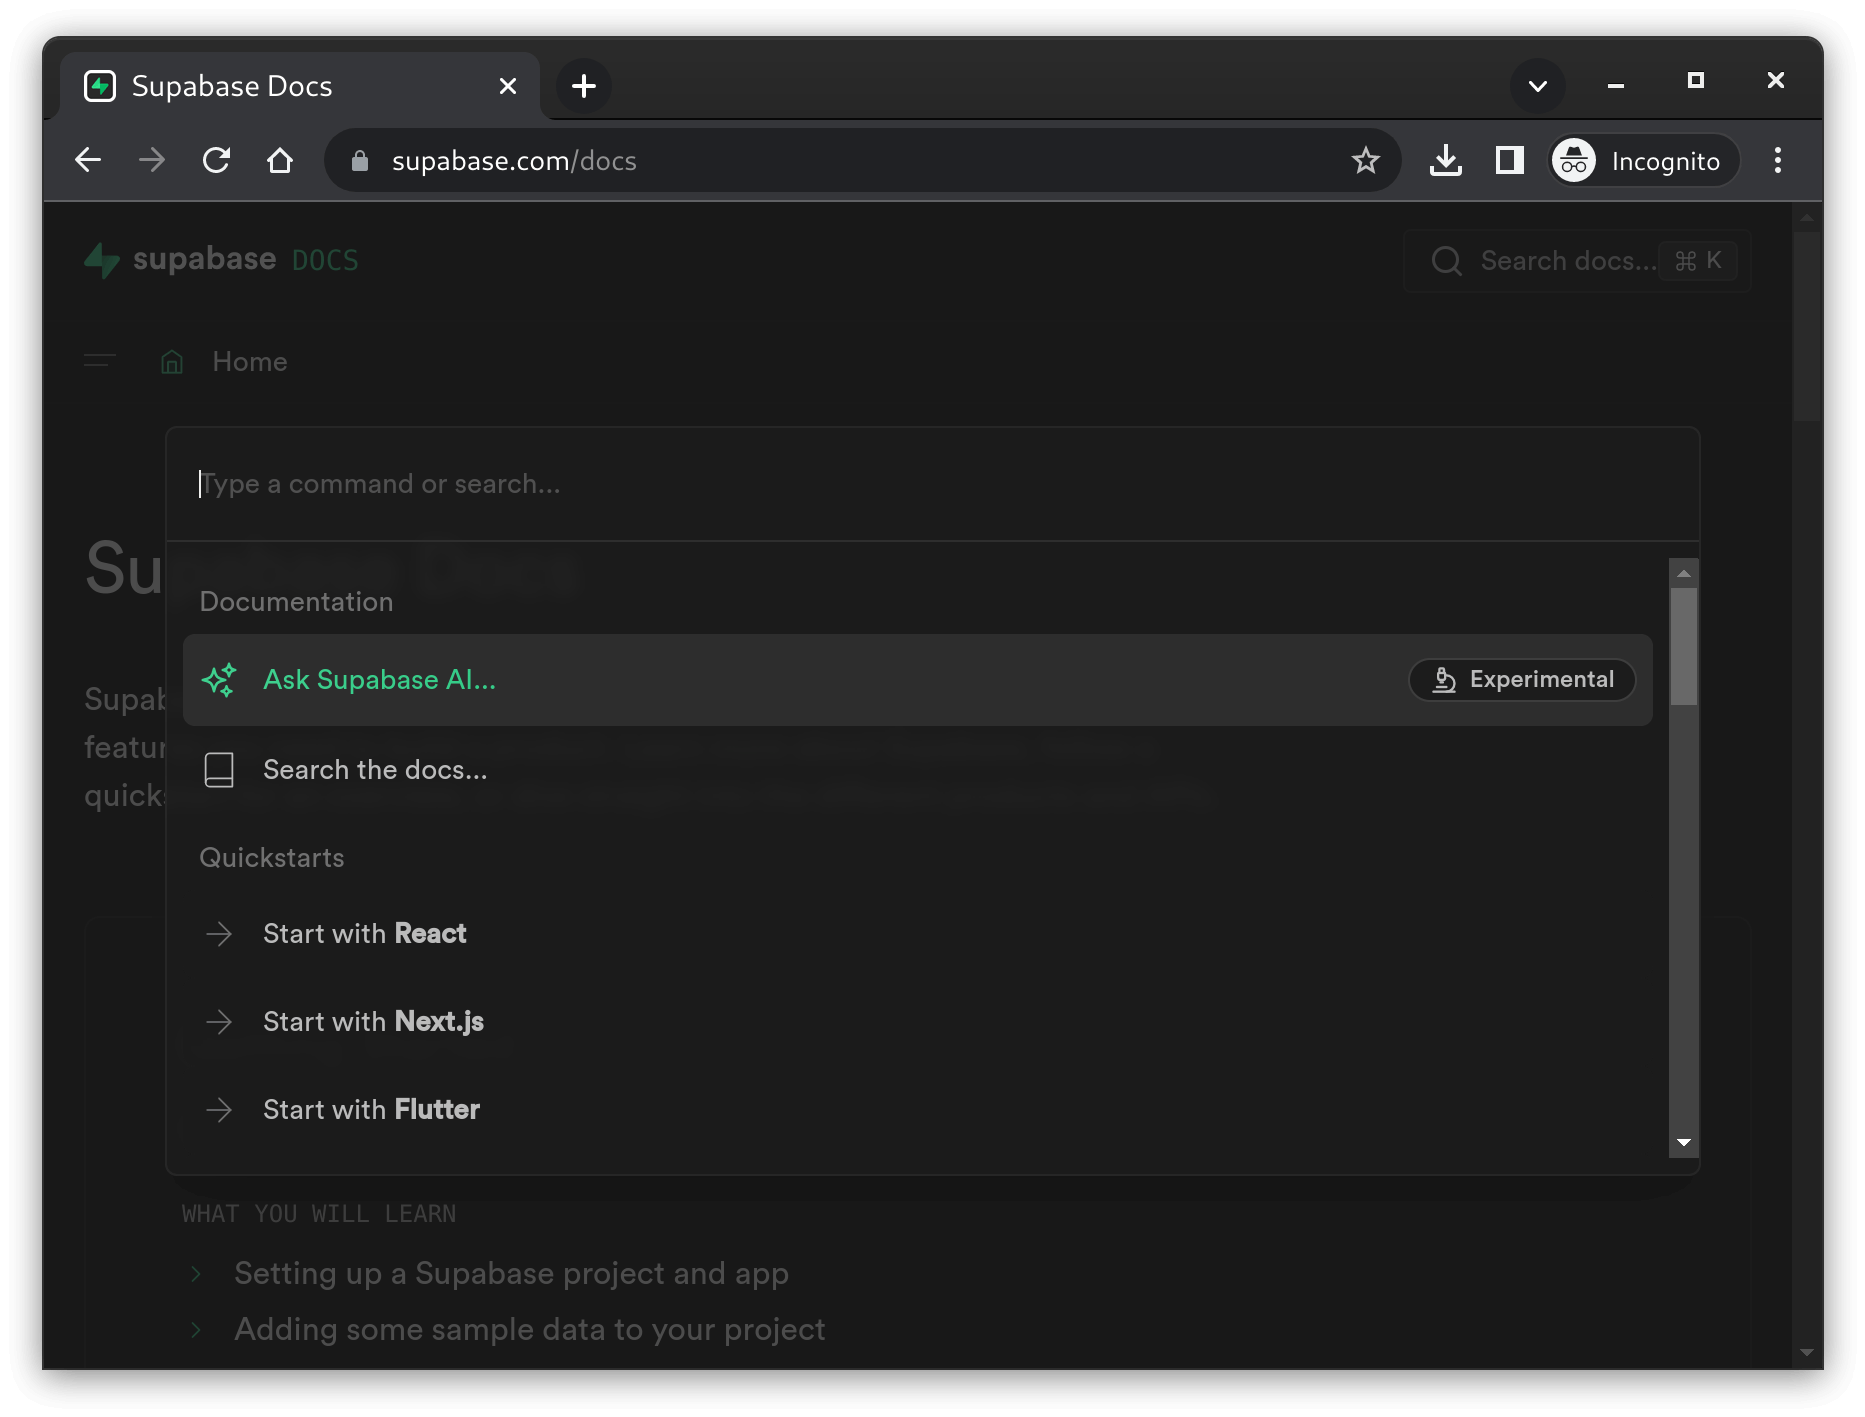 Supabase Docs
supabase.com/docs
Incognito
supabase DOCS
Search docs... ⌘ K
Home
Type a command or search...
Su
Documentation
Ask Supabase AI...
Experimental
Supab
featur
Search the docs...
quicks
Quickstarts
Start with React
Start with Next.js
Start with Flutter
WHAT YOU WILL LEARN
Setting up a Supabase project and app
Adding some sample data to your project